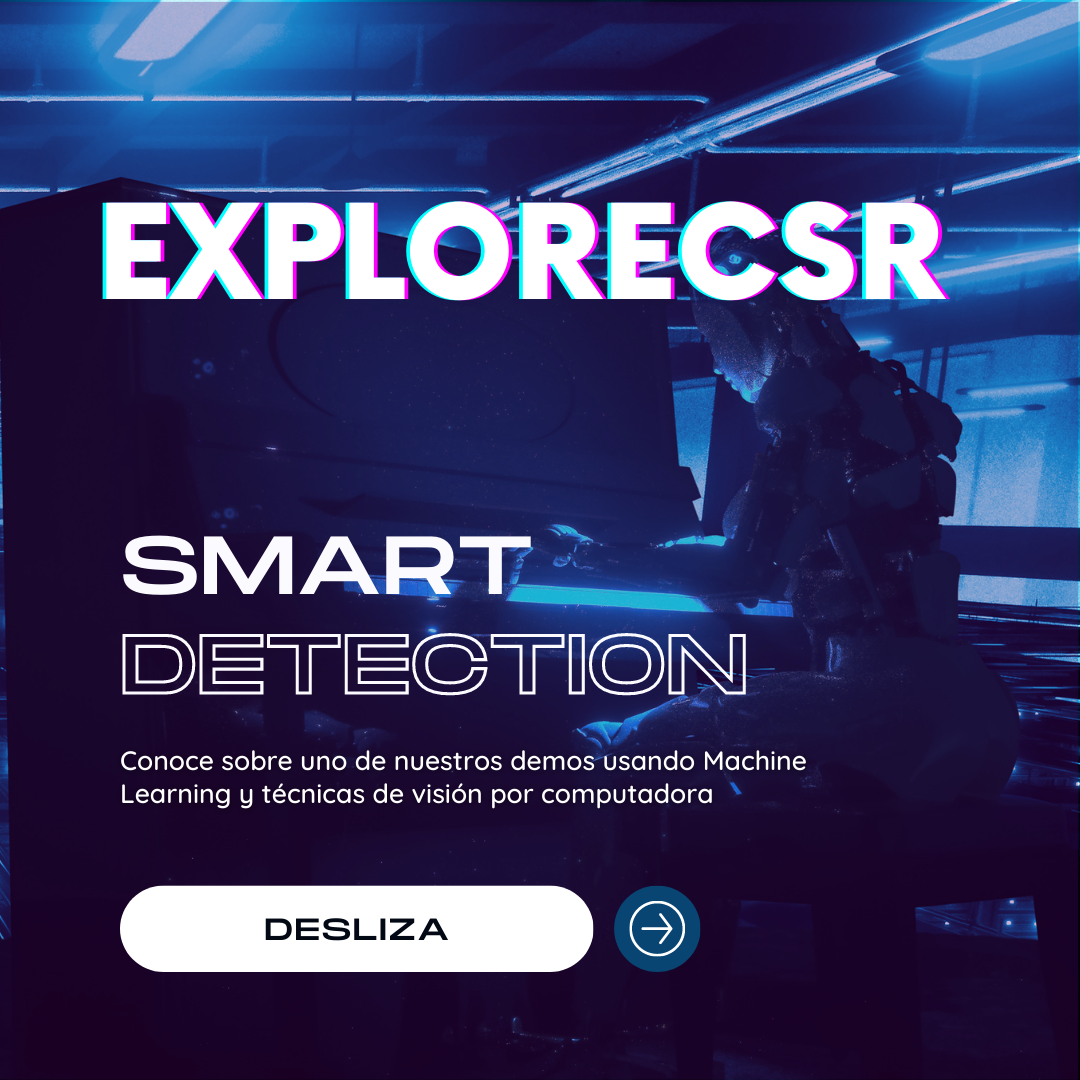 EXPLORECSR
SMART
DETECTION
Conoce sobre uno de nuestros demos usando Machine
Learning y técnicas de visión por computadora
DESLIZA